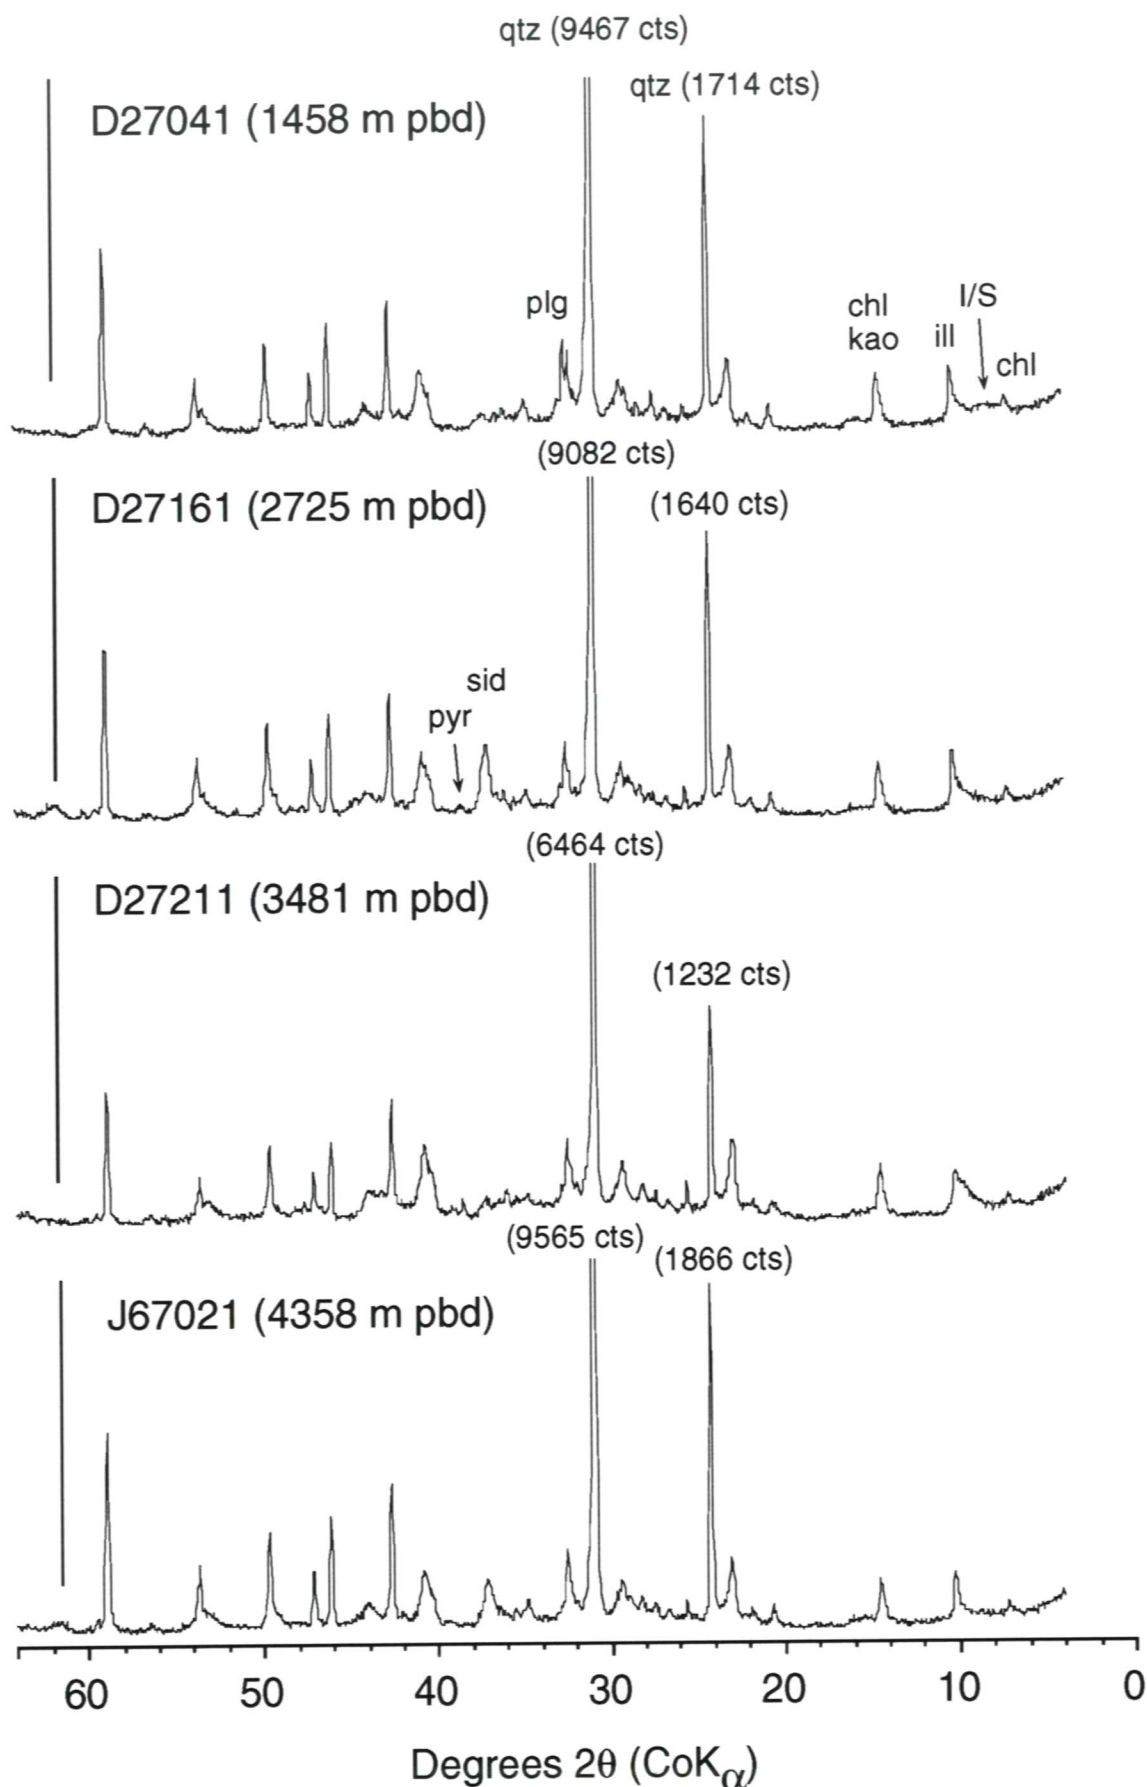 qtz (9467 cts)
qtz (1714 cts)
D27041 (1458 m pbd)
plg
chl
kao
ill
I/S
chl
(9082 cts)
D27161 (2725 m pbd)
(1640 cts)
sid
pyr
(6464 cts)
D27211 (3481 m pbd)
(1232 cts)
(9565 cts)
(1866 cts)
J67021 (4358 m pbd)
60 50 40 30 20 10 0
Degrees 2θ (CoKα)